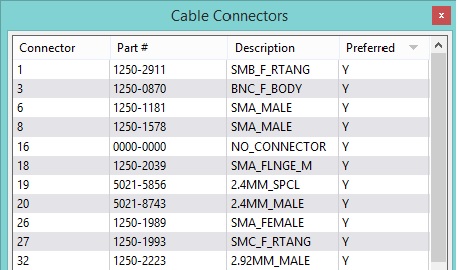 Cable Connectors
x
Connector Part # Description Preferred
1 1250-2911 SMB_F_RTANG Y
3 1250-0870 BNC_F_BODY Y
6 1250-1181 SMA_MALE Y
8 1250-1578 SMA_MALE Y
16 0000-0000 NO_CONNECTOR Y
18 1250-2039 SMA_FLNGE_M Y
19 5021-5856 2.4MM_SPCL Y
20 5021-8743 2.4MM_MALE Y
26 1250-1989 SMA_FEMALE Y
27 1250-1993 SMC_F_RTANG Y
32 1250-2223 2.92MM_MALE Y